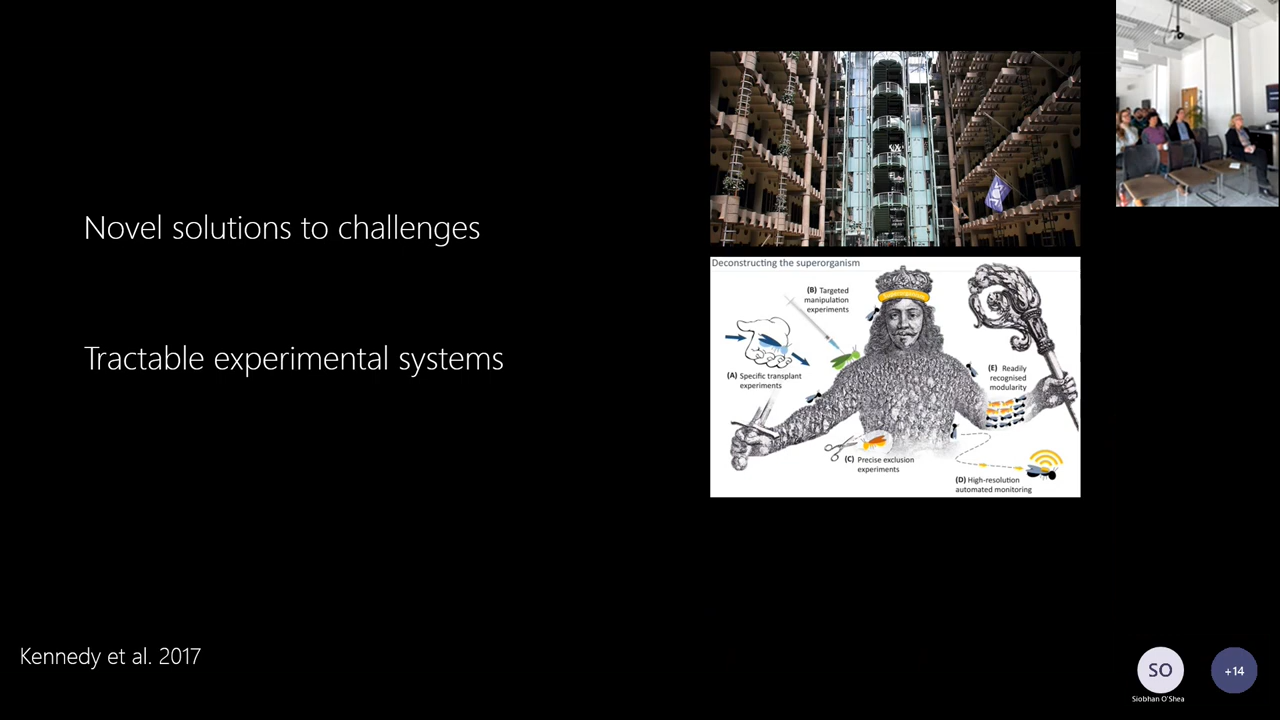 Novel solutions to challenges
Tractable experimental systems
Deconstructing the superorganism
(B) Targeted
manipulation
experiments
(A) Specific transplant
experiments
(E) Readily
recognised
modularity
(C) Precise exclusion
experiments
(D) High-resolution
automated monitoring
Kennedy et al. 2017
SO
+14
Siobhan O'Shea